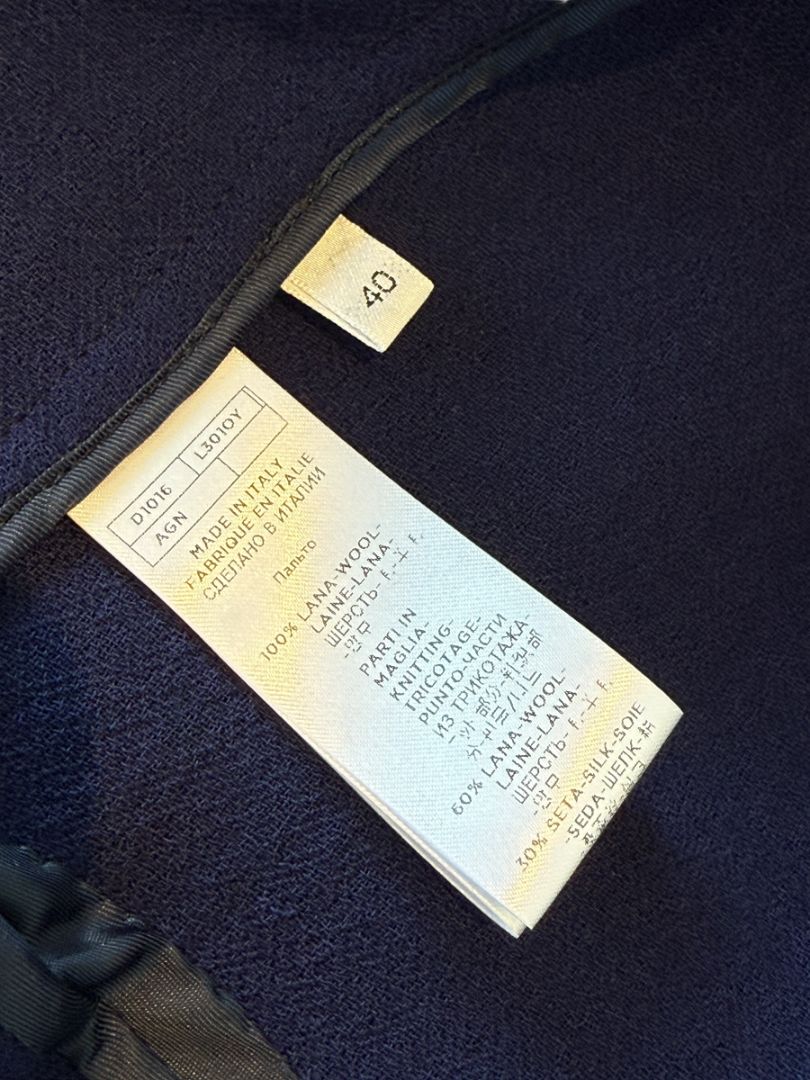 40
D1016 L301OY
AGN
MADE IN ITALY
FABRIQUE EN ITALIE
СДЕЛАНО В ИТАЛИИ
Пальто
100% LANA-WOOL-
LAINE-LANA-
ШЕРСТЬ-
PARTI IN
MAGLIA-
KNITTING-
TRICOTAGE-
PUNTO-ЧАСТИ
ИЗ ТРИКОТАЖА-
60% LANA-WOOL-
LAINE-LANA-
ШЕРСТЬ-
30% SETA-SILK-SOIE
-SEDA-ШЕЛК-